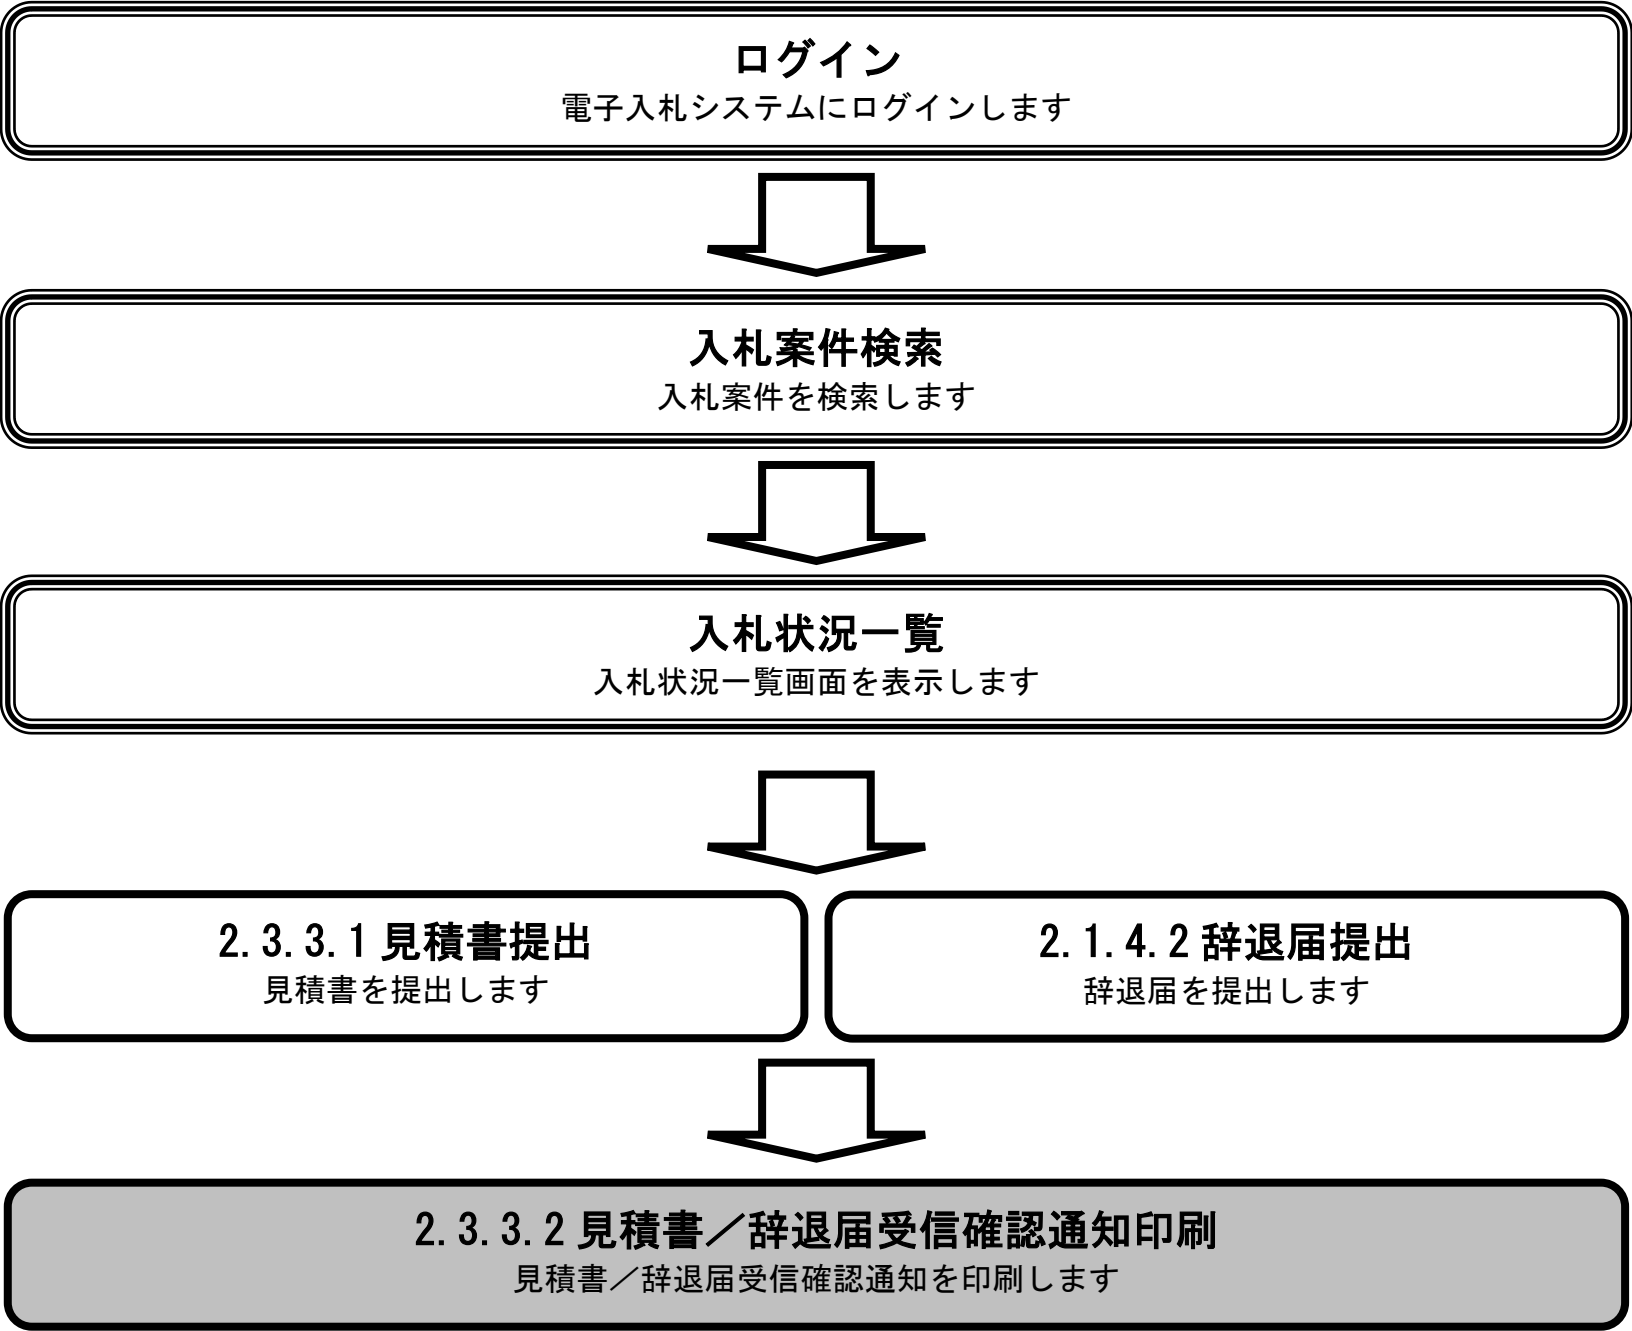 ログイン
電子入札システムにログインします
入札案件検索
入札案件を検索します
入札状況一覧
入札状況一覧画面を表示します
2.3.3.1 見積書提出
見積書を提出します
2.1.4.2 辞退届提出
辞退届を提出します
2.3.3.2 見積書／辞退届受信確認通知印刷
見積書／辞退届受信確認通知を印刷します